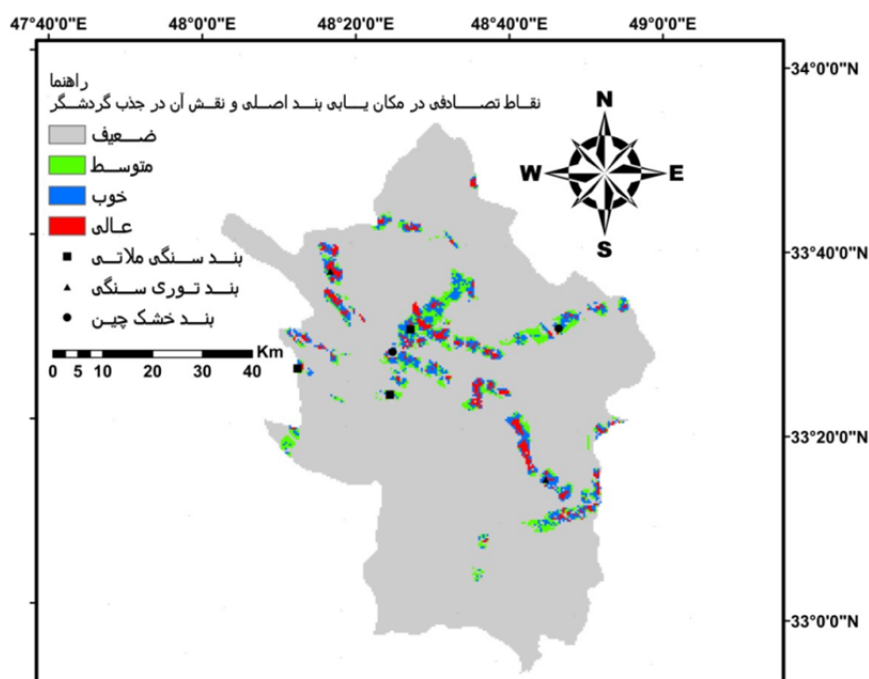 47°40'0"E 48°0'0"E 48°20'0"E 48°40'0"E 49°0'0"E
34°0'0"N
راهنما
نقاط تصادفی در مکان یابی بند اصلی و نقش آن در جذب گردشگر
N
ضعیف
متوسط
W E
خوب
عالی
S
33°40'0"N
بند سنگی ملاتی
بند توری سنگی
بند خشکه چین
Km
0 5 10 20 30 40
33°20'0"N
33°0'0"N